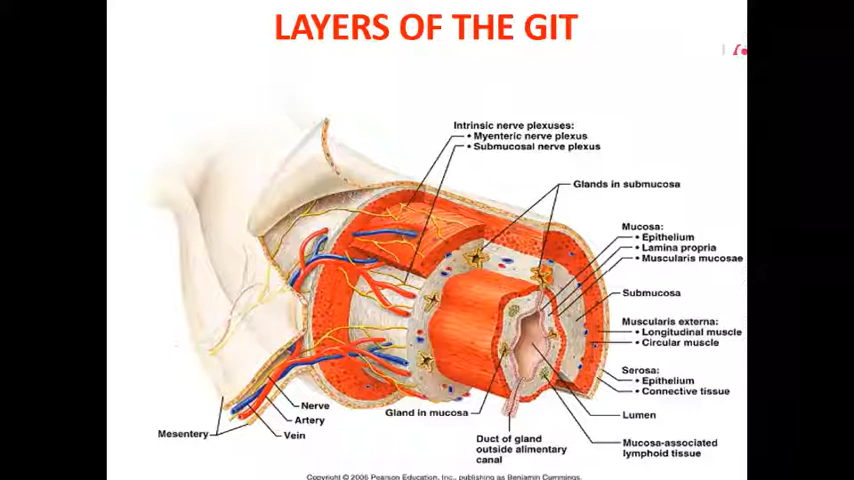 LAYERS OF THE GIT
Intrinsic nerve plexuses:
• Myenteric nerve plexus
• Submucosal nerve plexus
Glands in submucosa
Mucosa:
• Epithelium
• Lamina propria
• Muscularis mucosae
Submucosa
Muscularis externa:
• Longitudinal muscle
• Circular muscle
Serosa:
• Epithelium
• Connective tissue
Nerve
Artery
Vein
Mesentery
Gland in mucosa
Lumen
Duct of gland
outside alimentary
canal
Mucosa-associated
lymphoid tissue
Copyright © 2006 Pearson Education, Inc., publishing as Benjamin Cummings.